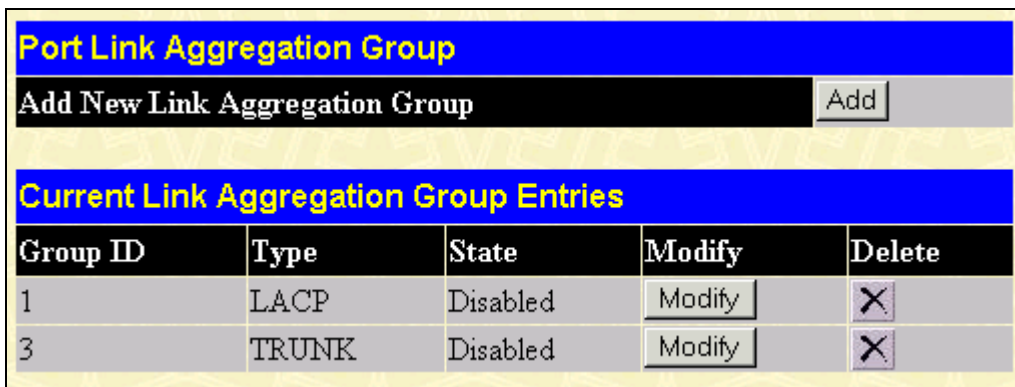 Port Link Aggregation Group
Add New Link Aggregation Group Add
Current Link Aggregation Group Entries
Group ID Type State Modify Delete
1 LACP Disabled Modify
3 TRUNK Disabled Modify